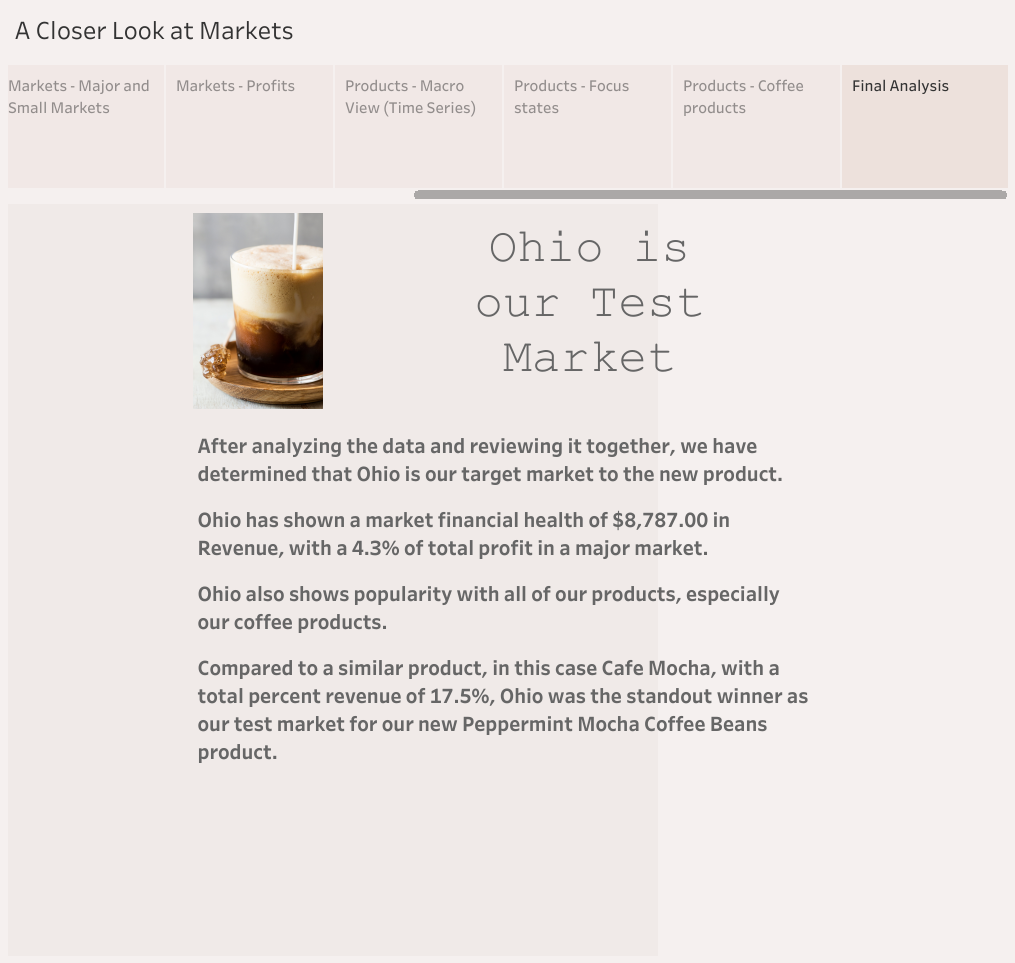 A Closer Look at Markets
Markets - Major and
Small Markets
Markets - Profits
Products - Macro
View (Time Series)
Products - Focus
states
Products - Coffee
products
Final Analysis
Ohio is
our Test
Market
After analyzing the data and reviewing it together, we have
determined that Ohio is our target market to the new product.
Ohio has shown a market financial health of $8,787.00 in
Revenue, with a 4.3% of total profit in a major market.
Ohio also shows popularity with all of our products, especially
our coffee products.
Compared to a similar product, in this case Cafe Mocha, with a
total percent revenue of 17.5%, Ohio was the standout winner as
our test market for our new Peppermint Mocha Coffee Beans
product.